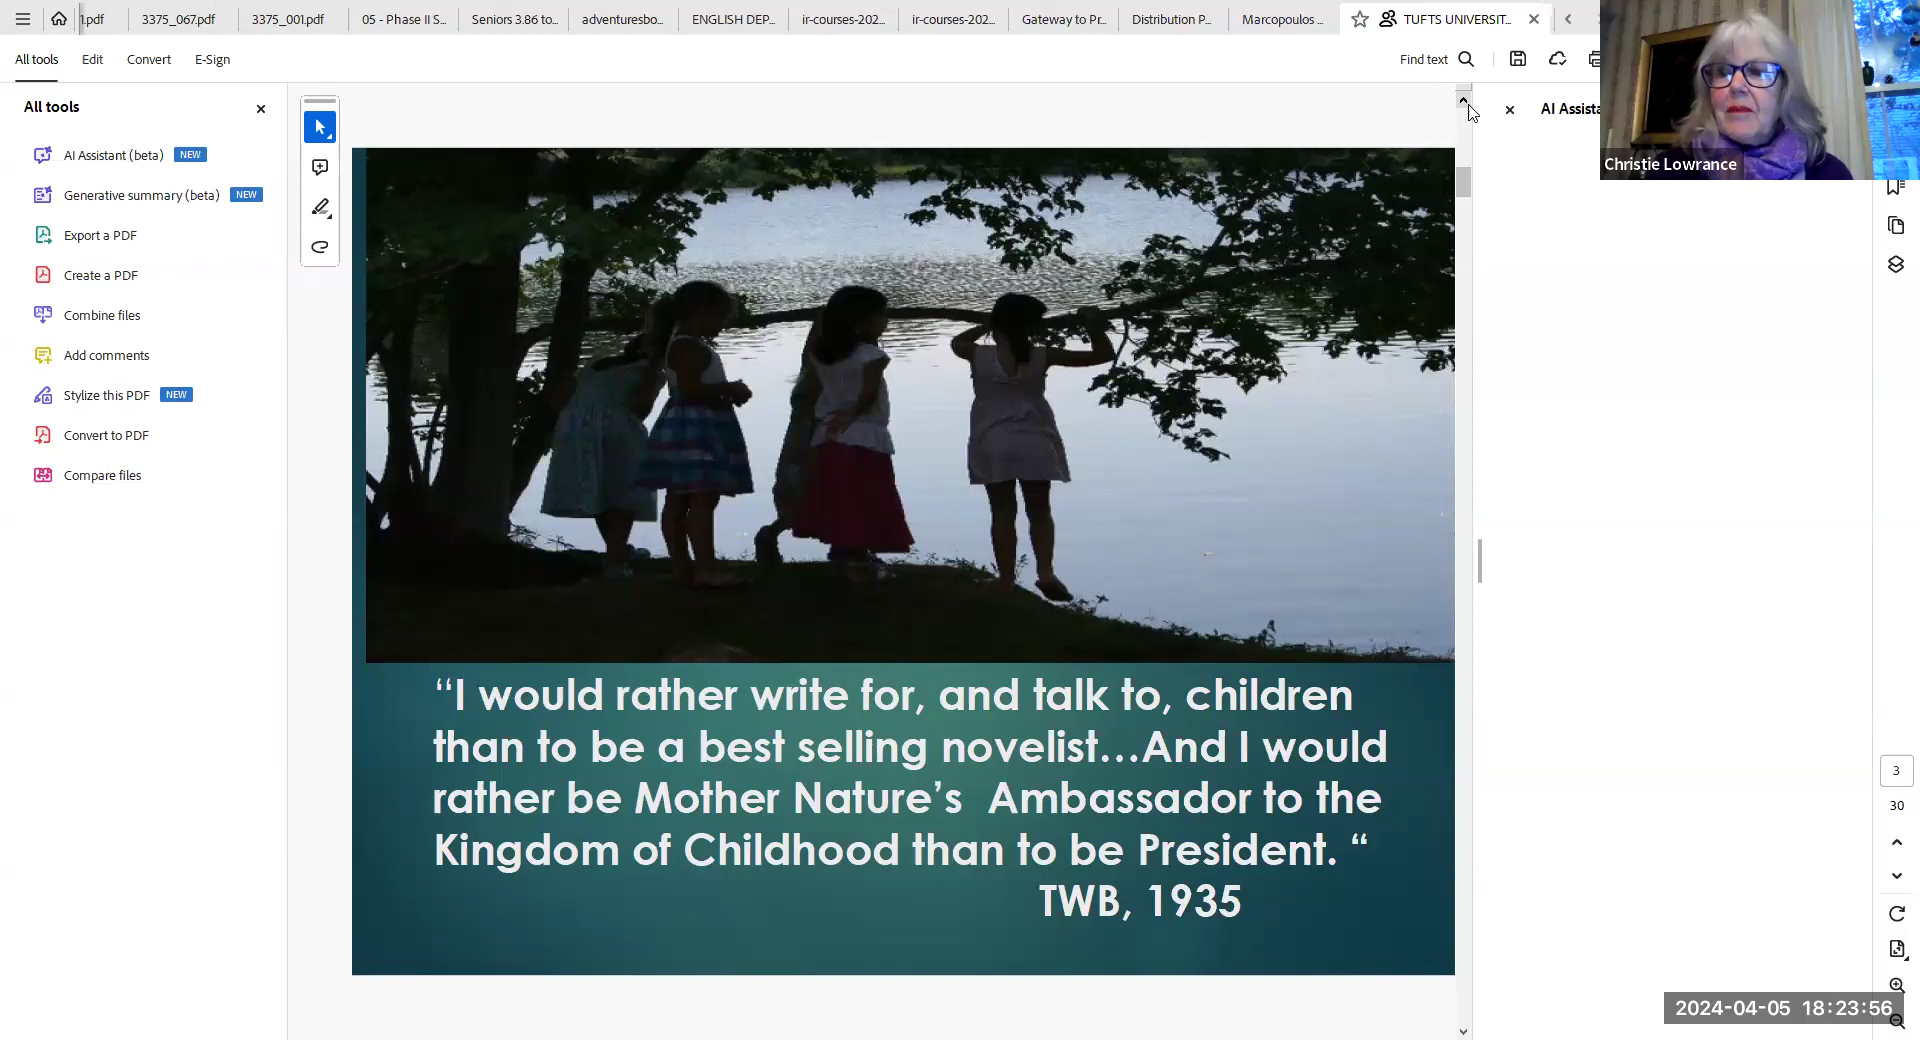 1.pdf
3375_067.pdf
3375_001.pdf
05 - Phase II S...
Seniors 3.86 to...
adventuresbo...
ENGLISH DEP...
ir-courses-202...
ir-courses-202...
Gateway to Pr...
Distribution P...
Marcopoulos ...
TUFTS UNIVERSIT...
All tools Edit Convert E-Sign
Find text
All tools
AI Assistant (beta) NEW
Generative summary (beta) NEW
Export a PDF
Create a PDF
Combine files
Add comments
Stylize this PDF NEW
Convert to PDF
Compare files
“I would rather write for, and talk to, children
than to be a best selling novelist...And I would
rather be Mother Nature’s Ambassador to the
Kingdom of Childhood than to be President. “
TWB, 1935
AI Assista
Christie Lowrance
3
30
2024-04-05 18:23:56